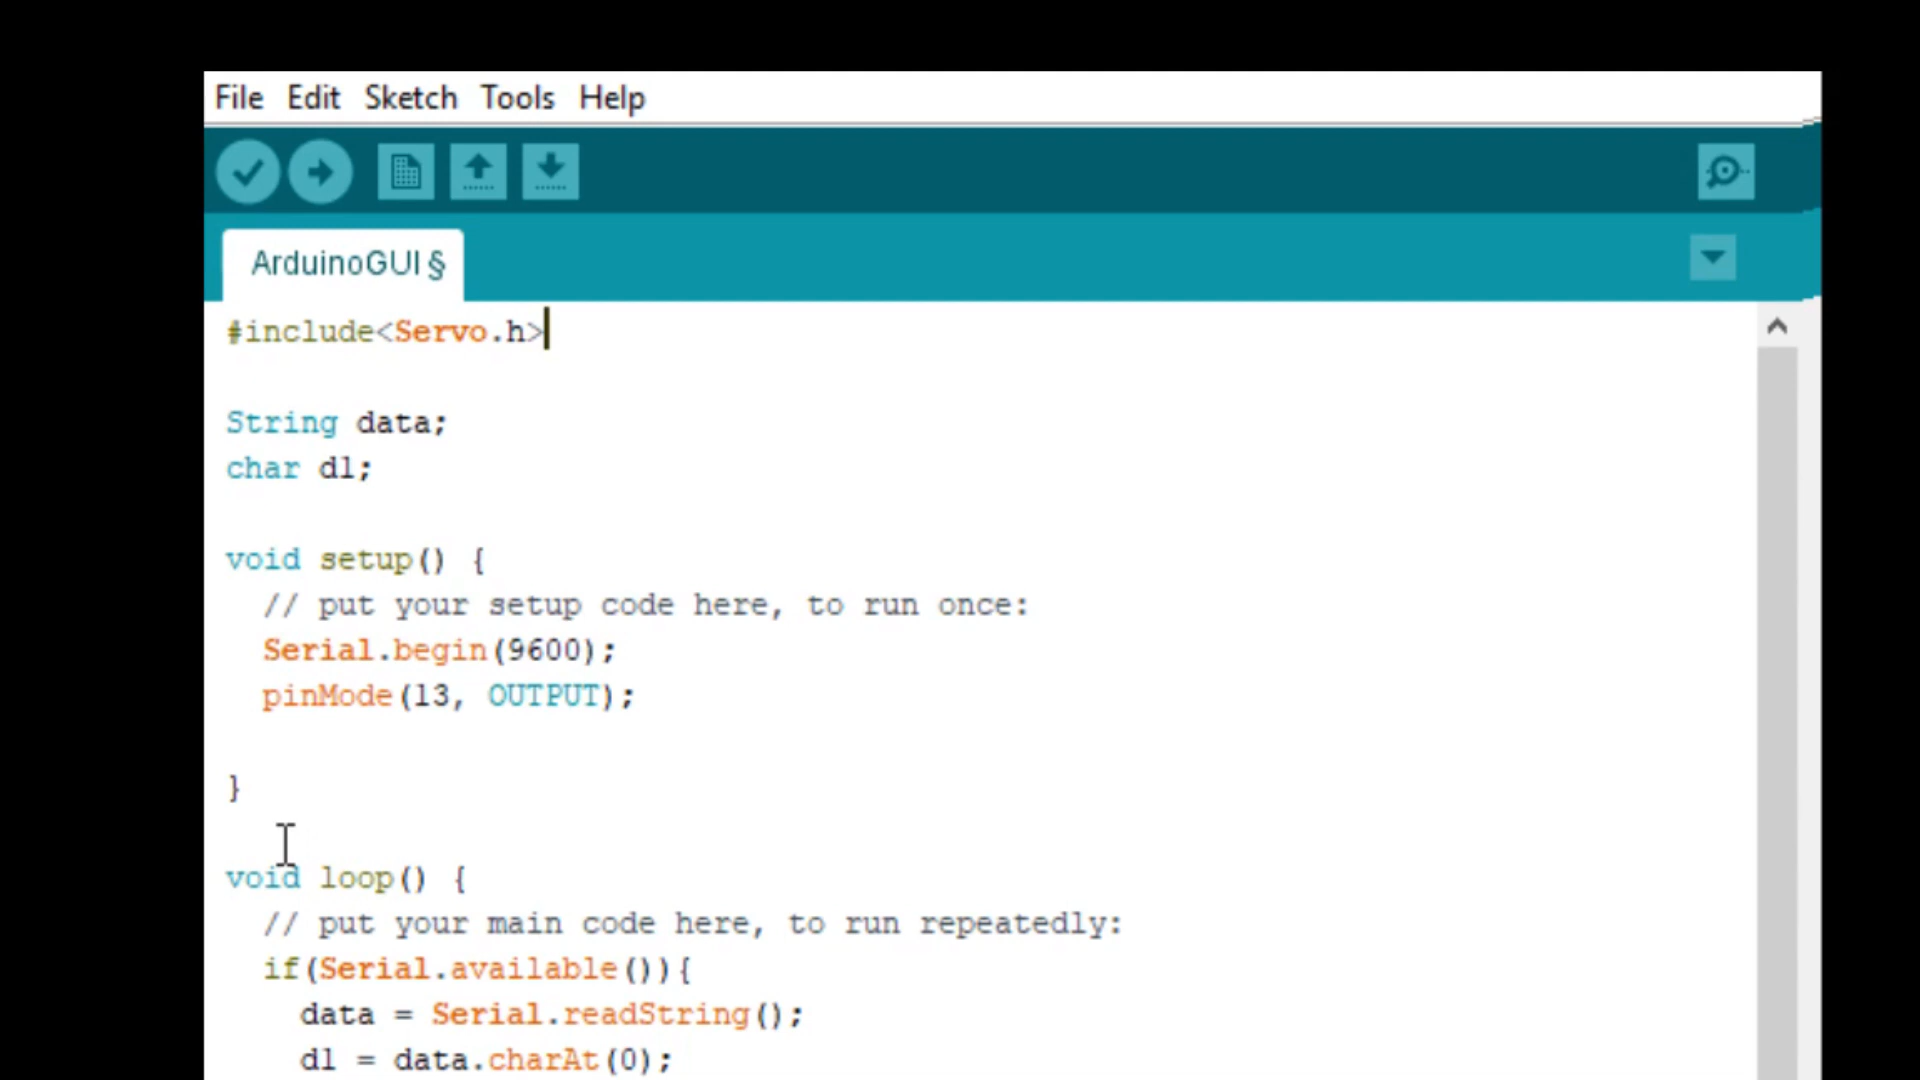 File Edit Sketch Tools Help
ArduinoGUI §
#include<Servo.h>
String data;
char d1;
void setup() {
  // put your setup code here, to run once:
  Serial.begin(9600);
  pinMode(13, OUTPUT);
}
void loop() {
  // put your main code here, to run repeatedly:
  if(Serial.available()){
    data = Serial.readString();
    d1 = data.charAt(0);